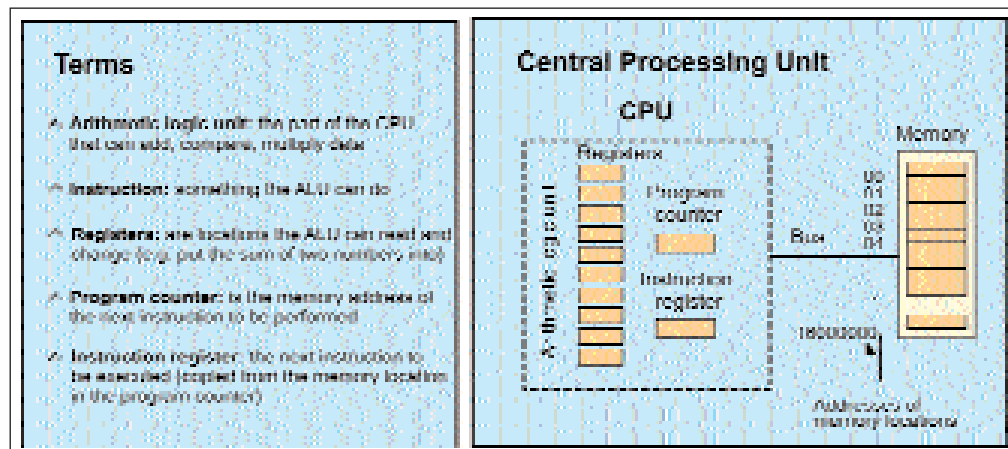 Terms
Arithmetic logic unit: the part of the CPU
that can add, compare, multiply data
Instruction: something the ALU can do
Registers: are locations the ALU can read and
change (e.g. put the sum of two numbers into)
Program counter: is the memory address of
the next instruction to be performed
Instruction register: the next instruction to
be executed (copied from the memory location
in the program counter)
Central Processing Unit
CPU
Registers
Arithmetic logic unit
Program
counter
Instruction
register
Bus
Memory
00
01
02
03
04
Addresses of
memory locations